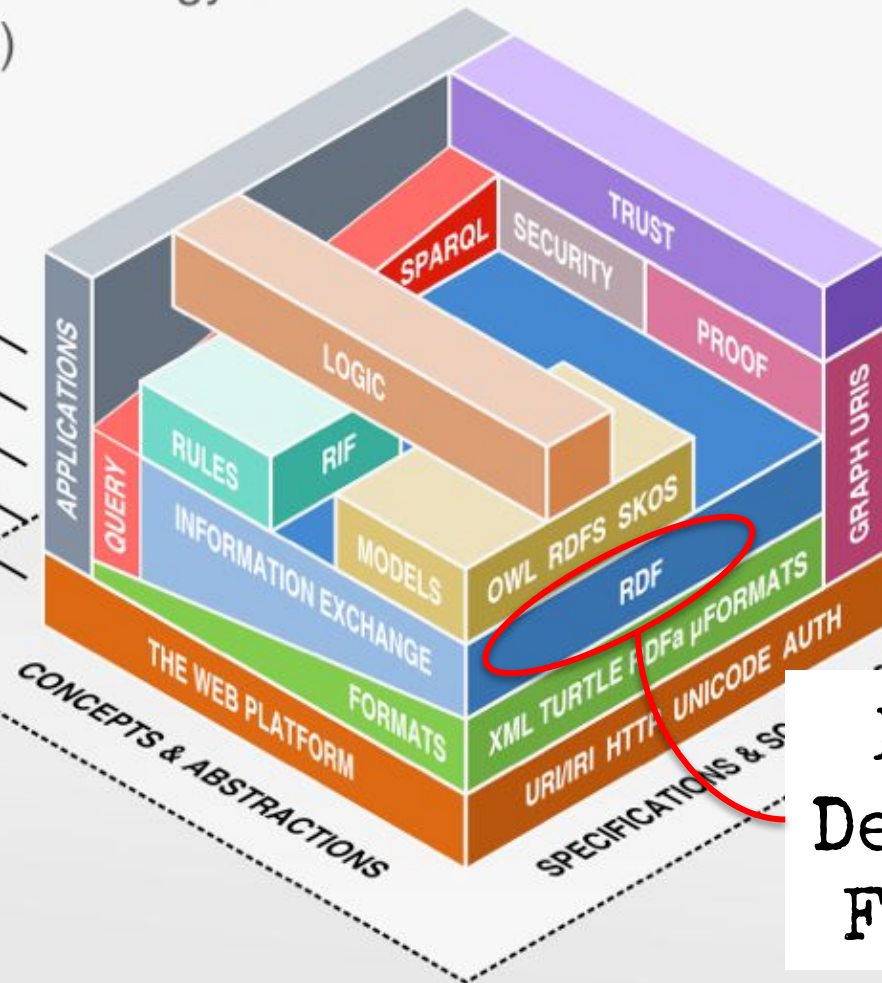 )
TRUST
SPARQL
SECURITY
PROOF
LOGIC
APPLICATIONS
GRAPH URIS
RULES
RIF
QUERY
INFORMATION EXCHANGE
MODELS
OWL RDFS SKOS
RDF
THE WEB PLATFORM
FORMATS
XML TURTLE RDFa μFORMATS
URI/IRI HTTP UNICODE AUTH
CONCEPTS & ABSTRACTIONS
SPECIFICATIONS & SO
De
F